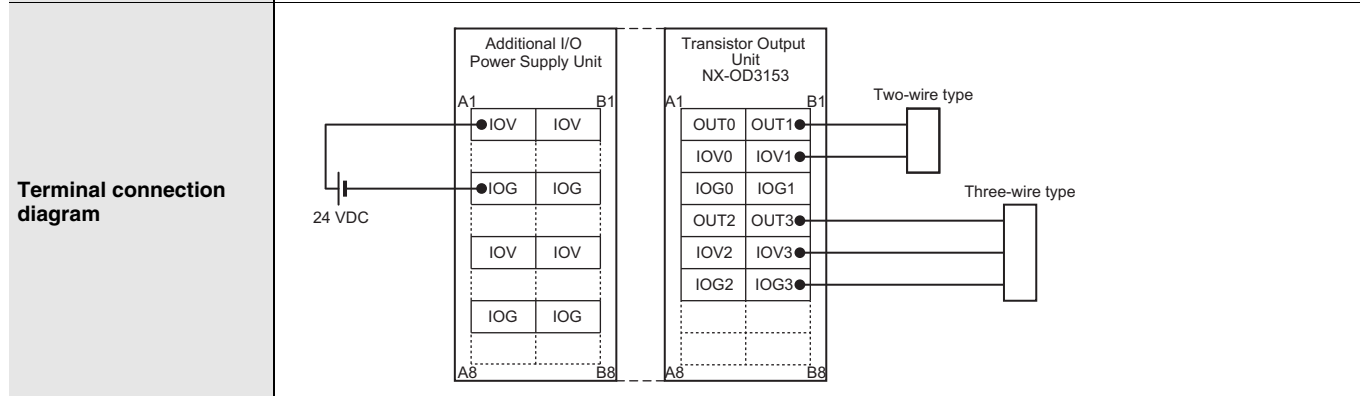 Terminal connection
diagram
24 VDC
Additional I/O
Power Supply Unit
A1 B1
IOV IOV
IOG IOG
IOV IOV
IOG IOG
A8 B8
Transistor Output
Unit
NX-OD3153
A1 B1
OUT0 OUT1
IOV0 IOV1
IOG0 IOG1
OUT2 OUT3
IOV2 IOV3
IOG2 IOG3
A8 B8
Two-wire type
Three-wire type